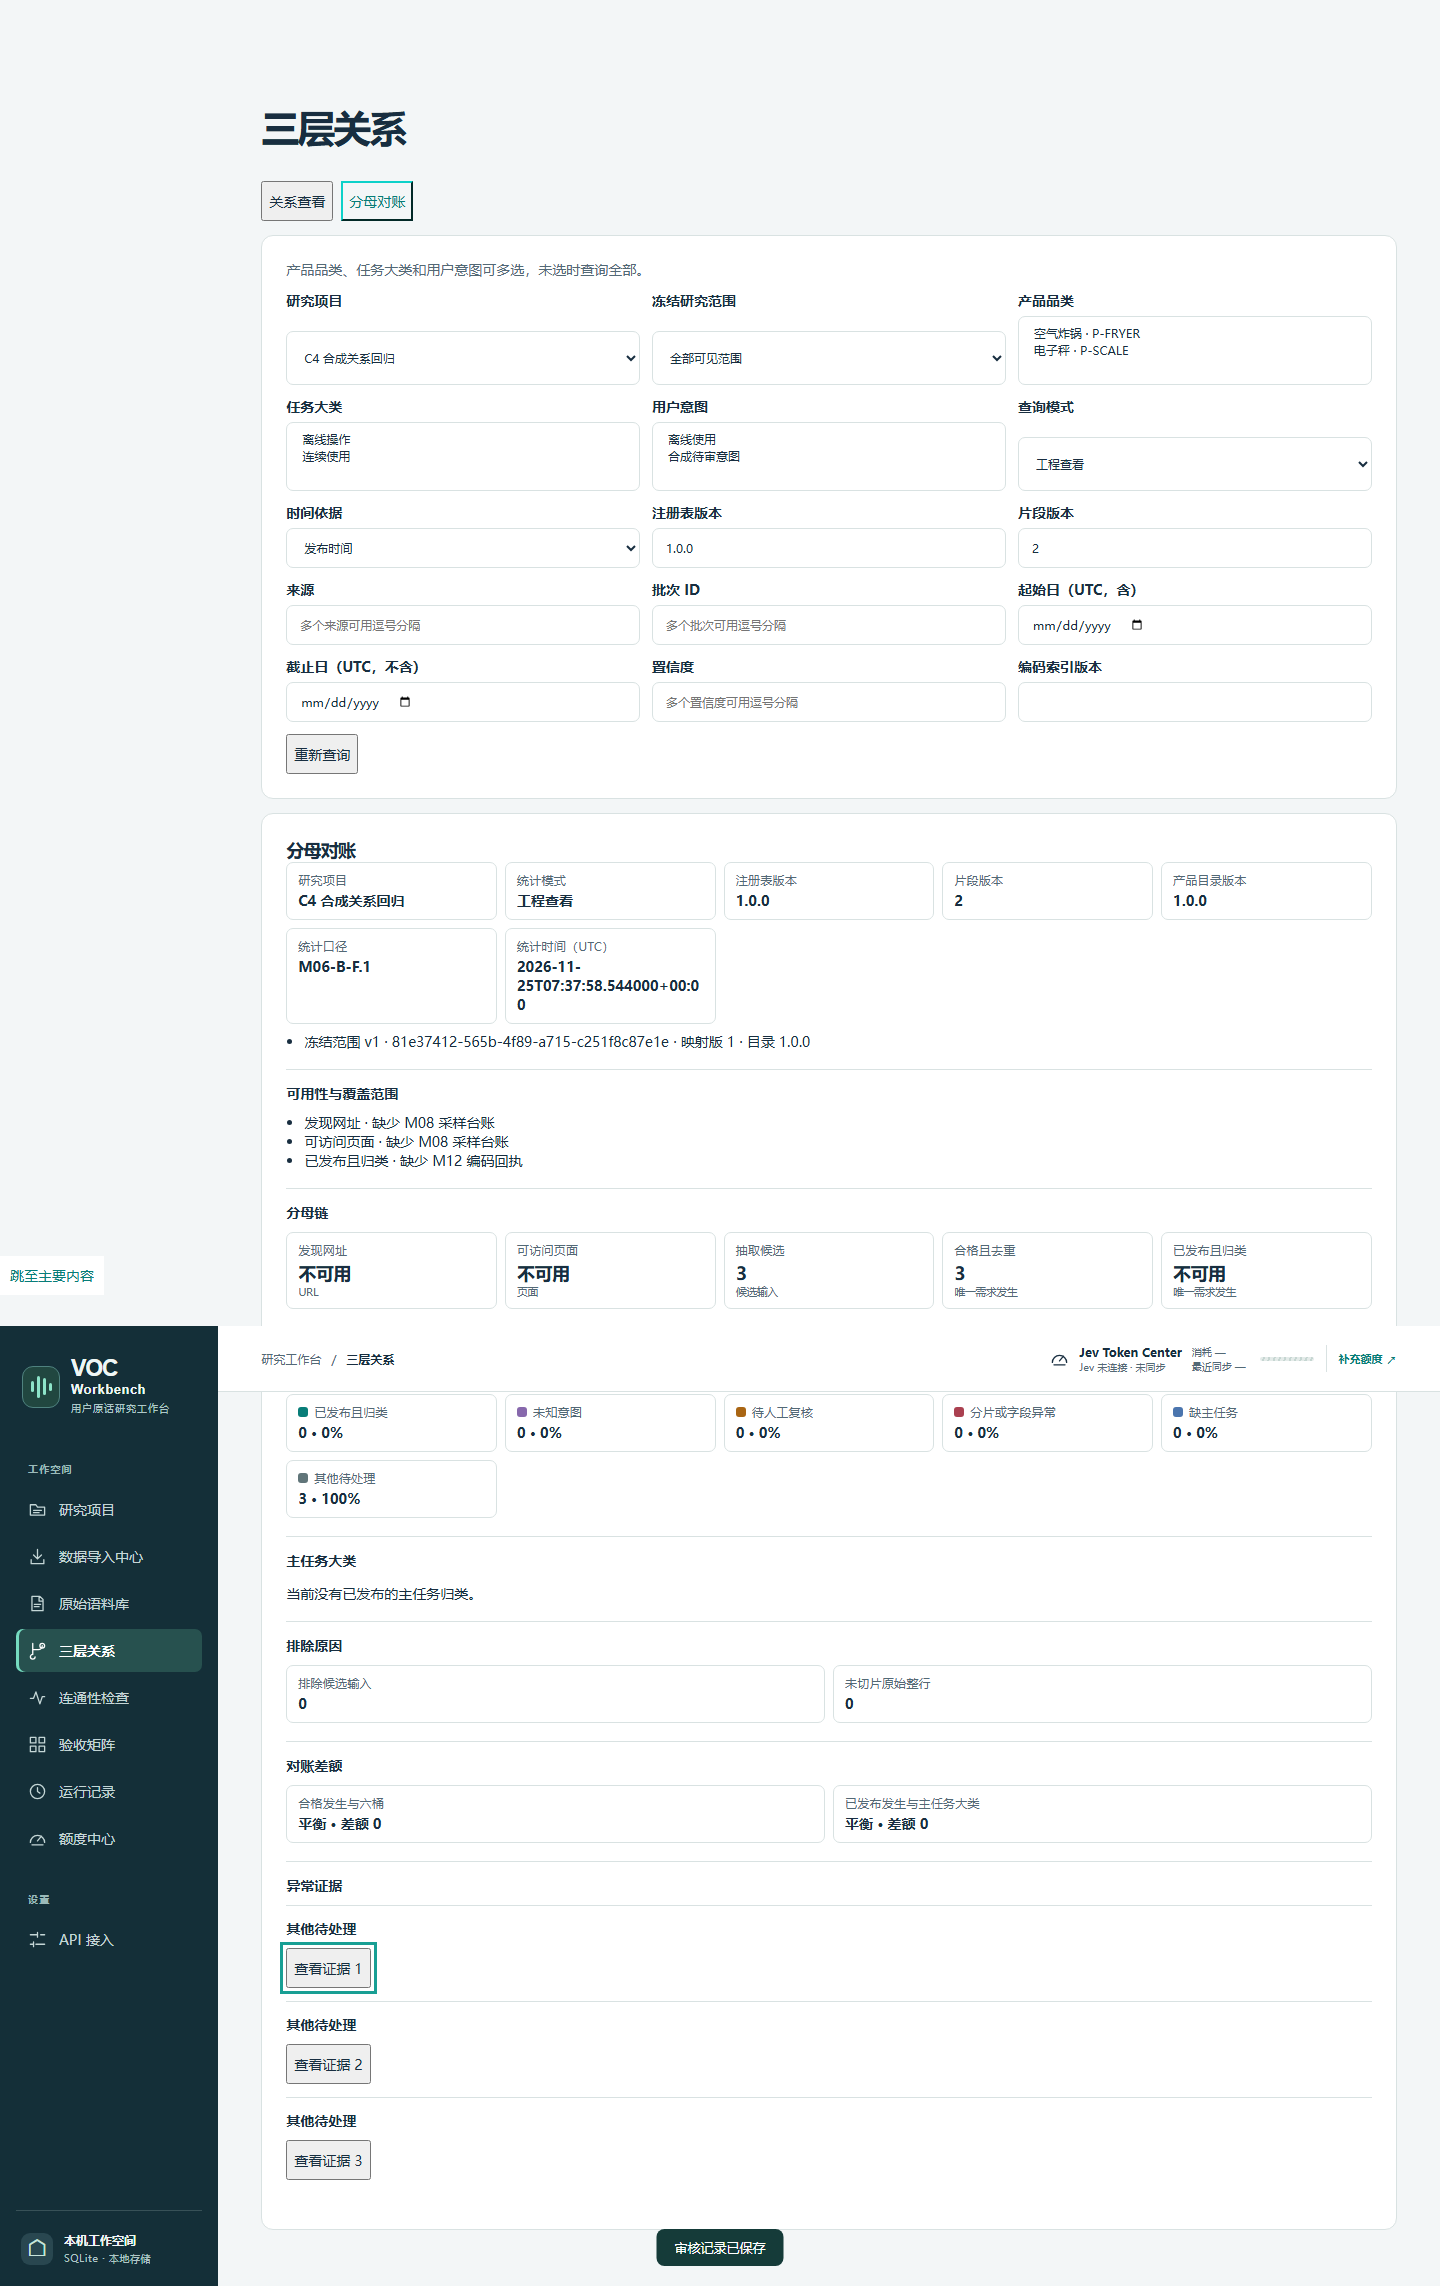 三层关系
关系查看
分母对账
产品品类、任务大类和用户意图可多选，未选时查询全部。
研究项目
冻结研究范围
产品品类
C4 合成关系回归
全部可见范围
空气炸锅 · P-FRYER
电子秤 · P-SCALE
任务大类
用户意图
查询模式
离线操作
连续使用
离线使用
合成待审意图
工程查看
时间依据
注册表版本
片段版本
发布时间
1.0.0
2
来源
批次 ID
起始日（UTC，含）
多个来源可用逗号分隔
多个批次可用逗号分隔
mm/dd/yyyy
截止日（UTC，不含）
置信度
编码索引版本
mm/dd/yyyy
多个置信度可用逗号分隔
重新查询
分母对账
研究项目
C4 合成关系回归
统计模式
工程查看
注册表版本
1.0.0
片段版本
2
产品目录版本
1.0.0
统计口径
M06-B-F.1
统计时间（UTC）
2026-11-
25T07:37:58.544000+00:0
0
冻结范围 v1 · 81e37412-565b-4f89-a715-c251f8c87e1e · 映射版 1 · 目录 1.0.0
可用性与覆盖范围
发现网址 · 缺少 M08 采样台账
可访问页面 · 缺少 M08 采样台账
已发布且归类 · 缺少 M12 编码回执
分母链
发现网址
不可用
URL
可访问页面
不可用
页面
抽取候选
3
候选输入
合格且去重
3
唯一需求发生
已发布且归类
不可用
唯一需求发生
跳至主要内容
VOC
Workbench
用户原话研究工作台
工作空间
研究项目
数据导入中心
原始语料库
三层关系
连通性检查
验收矩阵
运行记录
额度中心
设置
API 接入
本机工作空间
SQLite · 本地存储
研究工作台 / 三层关系
Jev Token Center
Jev 未连接 · 未同步
消耗 —
最近同步 —
补充额度 ↗
已发布且归类
0 • 0%
未知意图
0 • 0%
待人工复核
0 • 0%
分片或字段异常
0 • 0%
缺主任务
0 • 0%
其他待处理
3 • 100%
主任务大类
当前没有已发布的主任务归类。
排除原因
排除候选输入
0
未切片原始整行
0
对账差额
合格发生与六桶
平衡 • 差额 0
已发布发生与主任务大类
平衡 • 差额 0
异常证据
其他待处理
查看证据 1
其他待处理
查看证据 2
其他待处理
查看证据 3
审核记录已保存